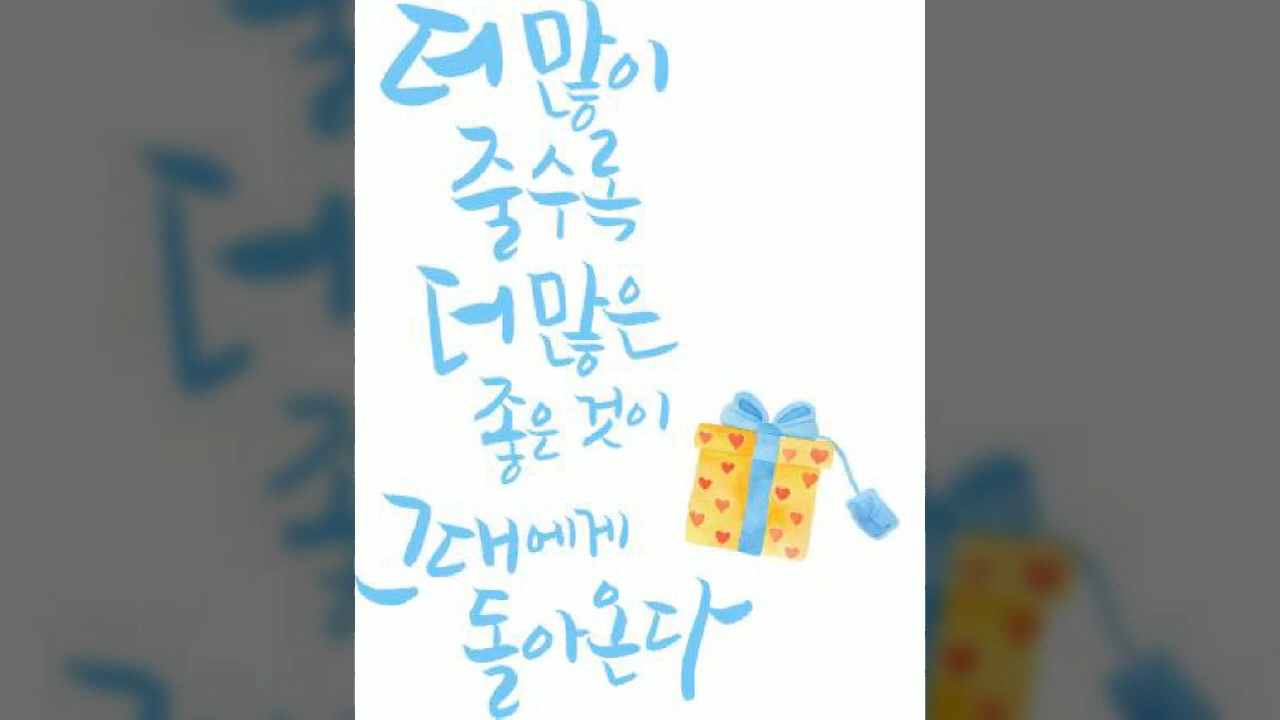 더 많이
줄수록
더 많은
좋은 것이
그대에게
돌아온다